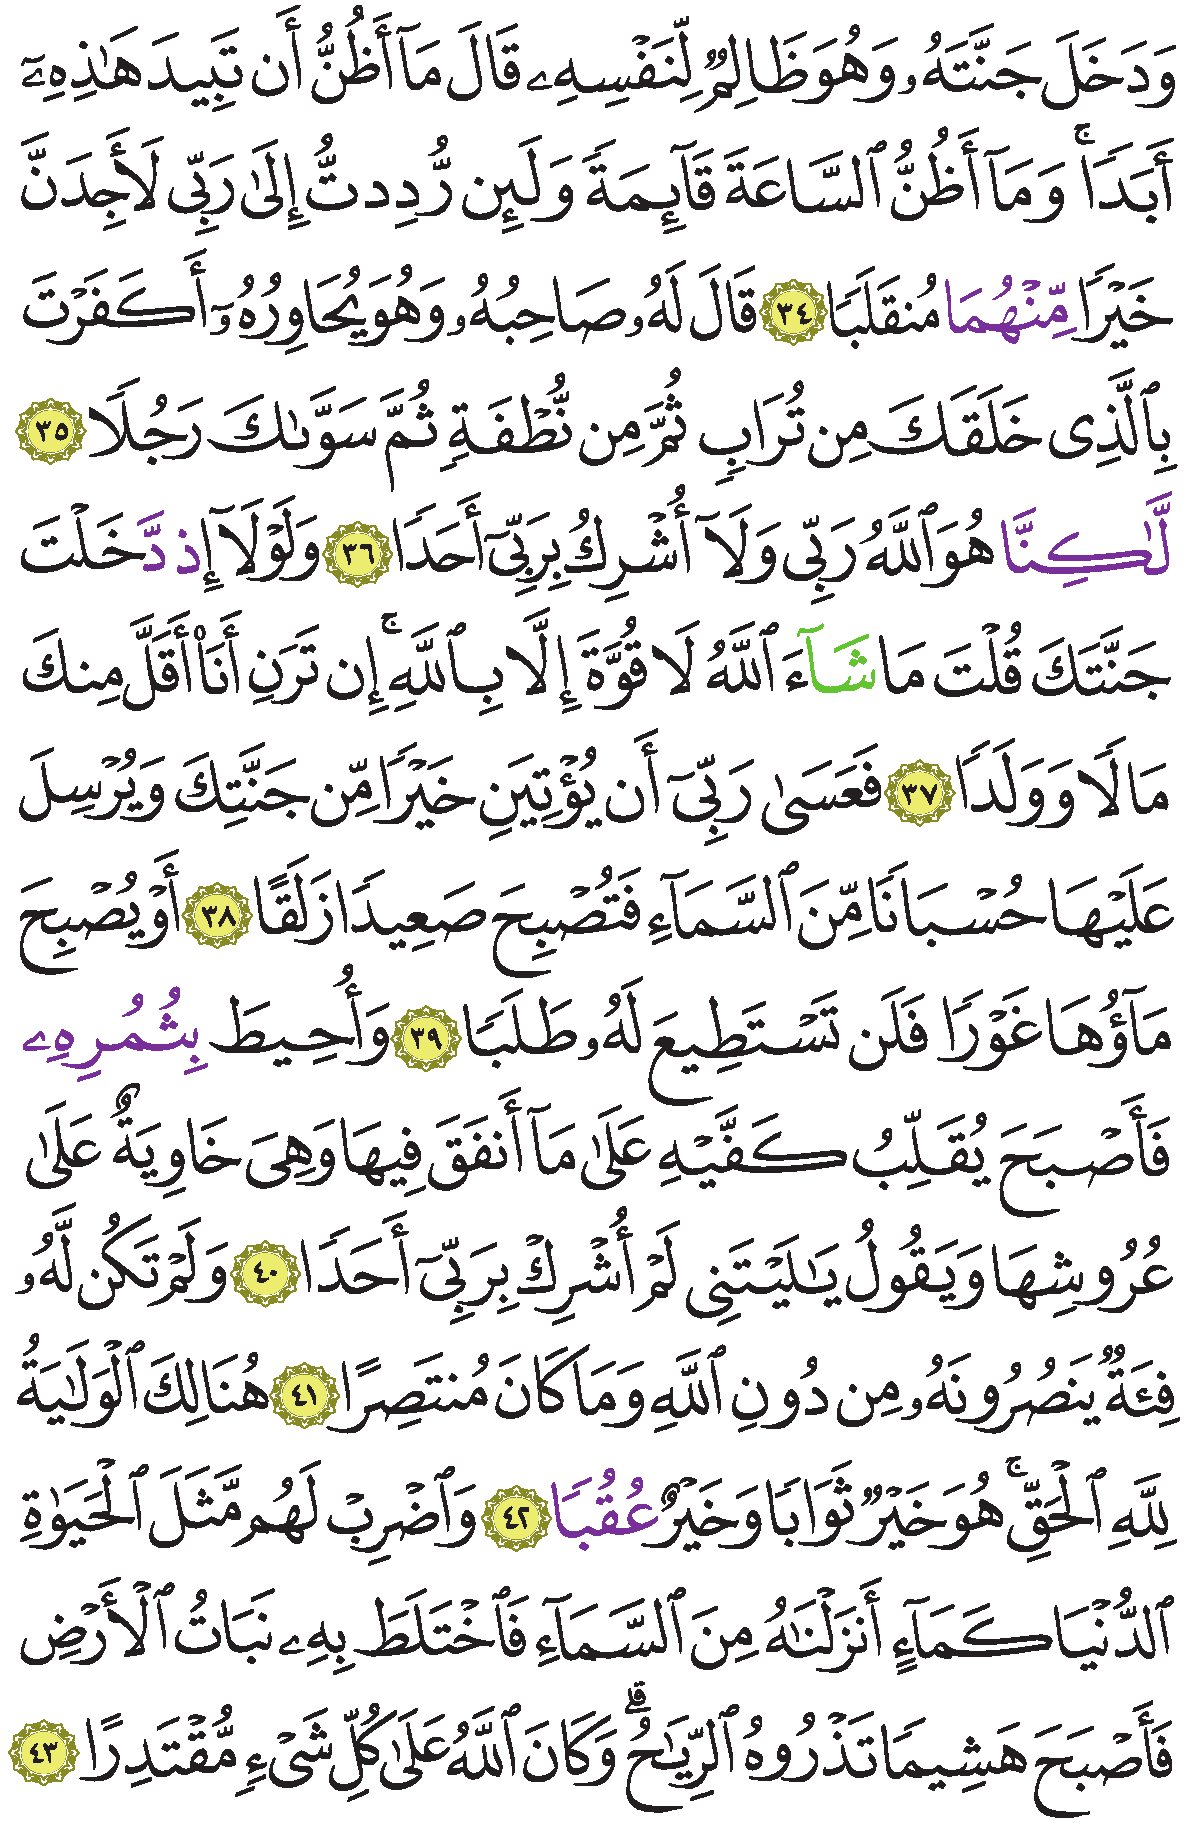 وَدَخَلَ جَنَّتَهُۥ وَهُوَ ظَالِمٌ لِّنَفْسِهِۦ قَالَ مَآ أَظُنُّ أَن تَبِيدَ هَٰذِهِۦٓ
أَبَدًا ۚ وَمَآ أَظُنُّ ٱلسَّاعَةَ قَآئِمَةً وَلَئِن رُّدِدتُّ إِلَىٰ رَبِّى لَأَجِدَنَّ
خَيْرًا مِّنْهُمَا مُنقَلَبًا ٣٤ قَالَ لَهُۥ صَاحِبُهُۥ وَهُوَ يُحَاوِرُهُۥٓ أَكَفَرْتَ
بِٱلَّذِى خَلَقَكَ مِن تُرَابٍ ثُمَّ مِن نُّطْفَةٍ ثُمَّ سَوَّىٰكَ رَجُلًا ٣٥
لَّٰكِنَّا هُوَ ٱللَّهُ رَبِّى وَلَآ أُشْرِكُ بِرَبِّىٓ أَحَدًا ٣٦ وَلَوْلَآ إِذ دَّخَلْتَ
جَنَّتَكَ قُلْتَ مَا شَآءَ ٱللَّهُ لَا قُوَّةَ إِلَّا بِٱللَّهِ ۚ إِن تَرَنِ أَنَا۠ أَقَلَّ مِنكَ
مَالًا وَوَلَدًا ٣٧ فَعَسَىٰ رَبِّىٓ أَن يُؤْتِيَنِ خَيْرًا مِّن جَنَّتِكَ وَيُرْسِلَ
عَلَيْهَا حُسْبَانًا مِّنَ ٱلسَّمَآءِ فَتُصْبِحَ صَعِيدًا زَلَقًا ٣٨ أَوْ يُصْبِحَ
مَآؤُهَا غَوْرًا فَلَن تَسْتَطِيعَ لَهُۥ طَلَبًا ٣٩ وَأُحِيطَ بِثُمُرِهِۦ
فَأَصْبَحَ يُقَلِّبُ كَفَّيْهِ عَلَىٰ مَآ أَنفَقَ فِيهَا وَهِىَ خَاوِيَةٌ عَلَىٰ
عُرُوشِهَا وَيَقُولُ يَٰلَيْتَنِى لَمْ أُشْرِكْ بِرَبِّىٓ أَحَدًا ٤٠ وَلَمْ تَكُن لَّهُۥ
فِئَةٌ يَنصُرُونَهُۥ مِن دُونِ ٱللَّهِ وَمَا كَانَ مُنتَصِرًا ٤١ هُنَالِكَ ٱلْوَلَٰيَةُ
لِلَّهِ ٱلْحَقِّ ۚ هُوَ خَيْرٌ ثَوَابًا وَخَيْرٌ عُقُبًا ٤٢ وَٱضْرِبْ لَهُم مَّثَلَ ٱلْحَيَوٰةِ
ٱلدُّنْيَا كَمَآءٍ أَنزَلْنَٰهُ مِنَ ٱلسَّمَآءِ فَٱخْتَلَطَ بِهِۦ نَبَاتُ ٱلْأَرْضِ
فَأَصْبَحَ هَشِيمًا تَذْرُوهُ ٱلرِّيَٰحُ ۗ وَكَانَ ٱللَّهُ عَلَىٰ كُلِّ شَىْءٍ مُّقْتَدِرًا ٤٣